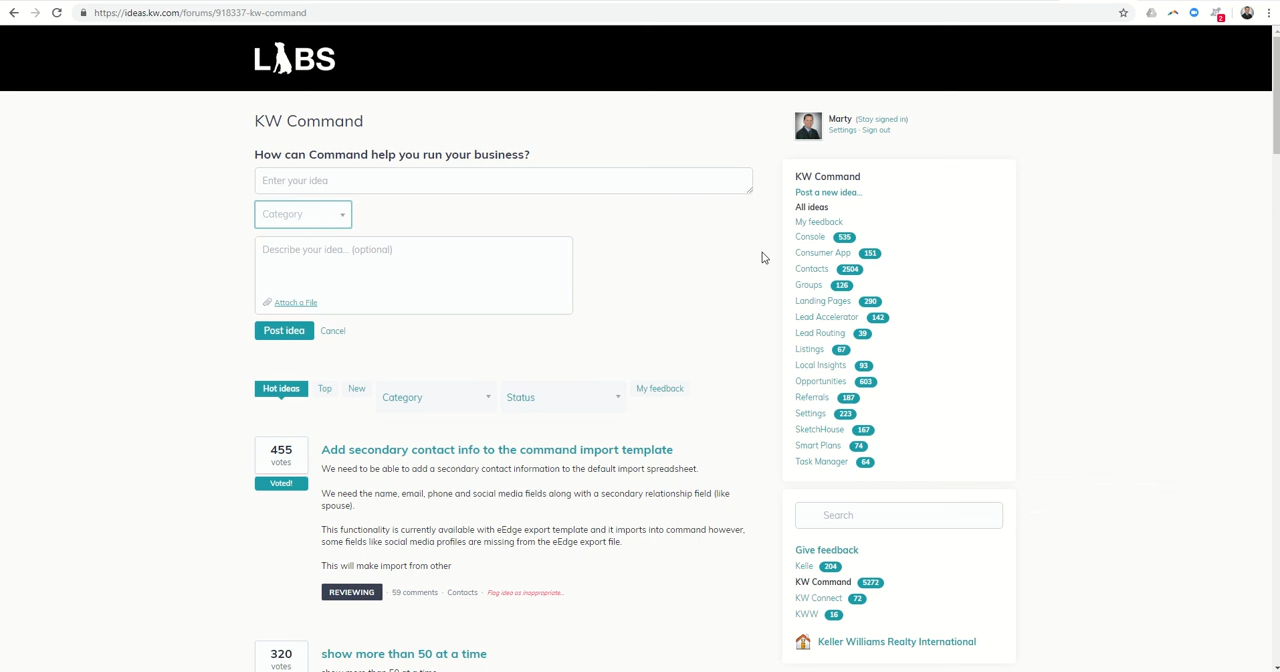 https://ideas.kw.com/forums/918337-kw-command
2
LABS
KW Command
How can Command help you run your business?
Enter your idea
Category
Describe your idea... (optional)
Attach a File
Post idea Cancel
Hot ideas Top New Category Status My feedback
455
votes
Voted!
Add secondary contact info to the command import template
We need to be able to add a secondary contact information to the default import spreadsheet.
We need the name, email, phone and social media fields along with a secondary relationship field (like
spouse).
This functionality is currently available with eEdge export template and it imports into command however,
some fields like social media profiles are missing from the eEdge export file.
This will make import from other
REVIEWING · 59 comments · Contacts · Flag idea as inappropriate...
320
votes
show more than 50 at a time
show more than 50 at a time
Marty (Stay signed in)
Settings · Sign out
KW Command
Post a new idea...
All ideas
My feedback
Console 535
Consumer App 151
Contacts 2504
Groups 126
Landing Pages 290
Lead Accelerator 142
Lead Routing 39
Listings 67
Local Insights 93
Opportunities 603
Referrals 187
Settings 223
SketchHouse 167
Smart Plans 74
Task Manager 64
Search
Give feedback
Kelle 204
KW Command 5272
KW Connect 72
KWW 16
Keller Williams Realty International